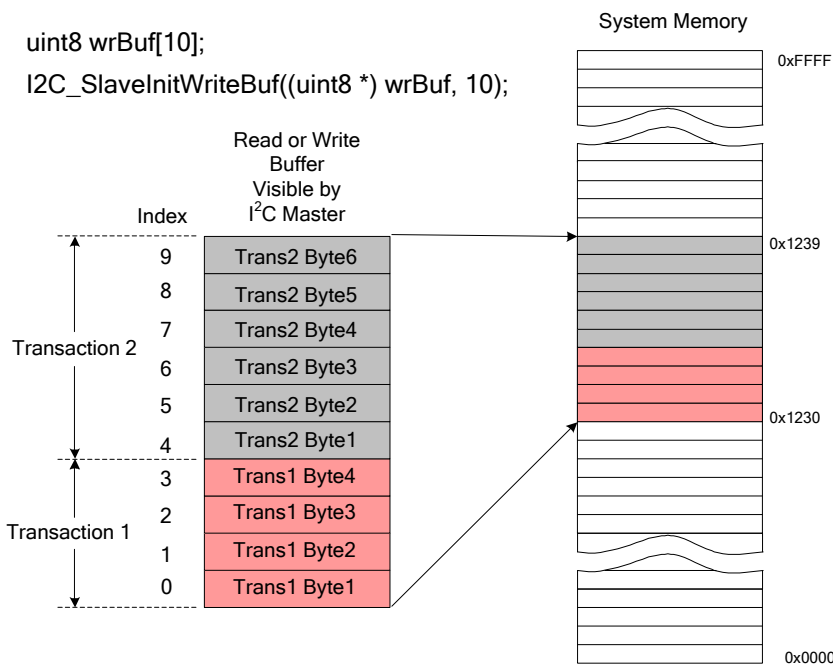 System Memory
uint8 wrBuf[10];
I2C_SlaveInitWriteBuf((uint8 *) wrBuf, 10);
0xFFFF
Read or Write
Buffer
Visible by
I²C Master
Index
9 Trans2 Byte6
0x1239
8 Trans2 Byte5
7 Trans2 Byte4
Transaction 2
6 Trans2 Byte3
5 Trans2 Byte2
0x1230
4 Trans2 Byte1
3 Trans1 Byte4
2 Trans1 Byte3
Transaction 1
1 Trans1 Byte2
0 Trans1 Byte1
0x0000